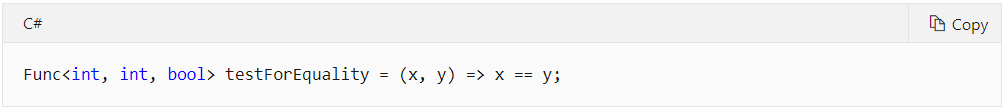 C#
Copy
Func<int, int, bool> testForEquality = (x, y) => x == y;